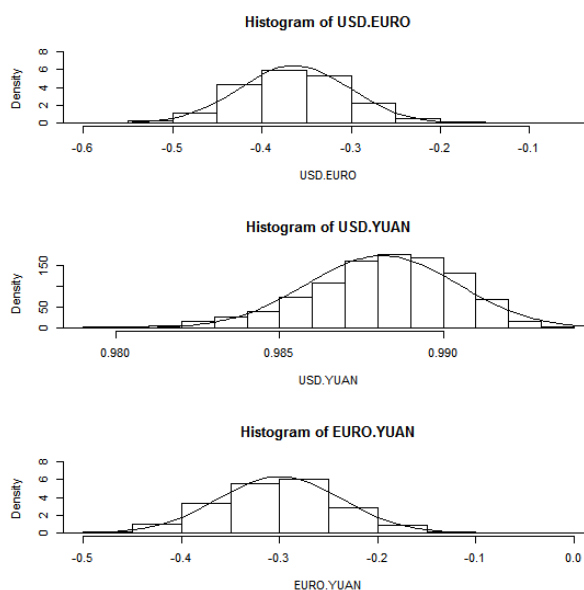 Histogram of USD.EURO
Density
0 2 4 6 8
-0.6 -0.5 -0.4 -0.3 -0.2 -0.1
USD.EURO
Histogram of USD.YUAN
Density
0 50 150
0.980 0.985 0.990
USD.YUAN
Histogram of EURO.YUAN
Density
0 2 4 6 8
-0.5 -0.4 -0.3 -0.2 -0.1 0.0
EURO.YUAN